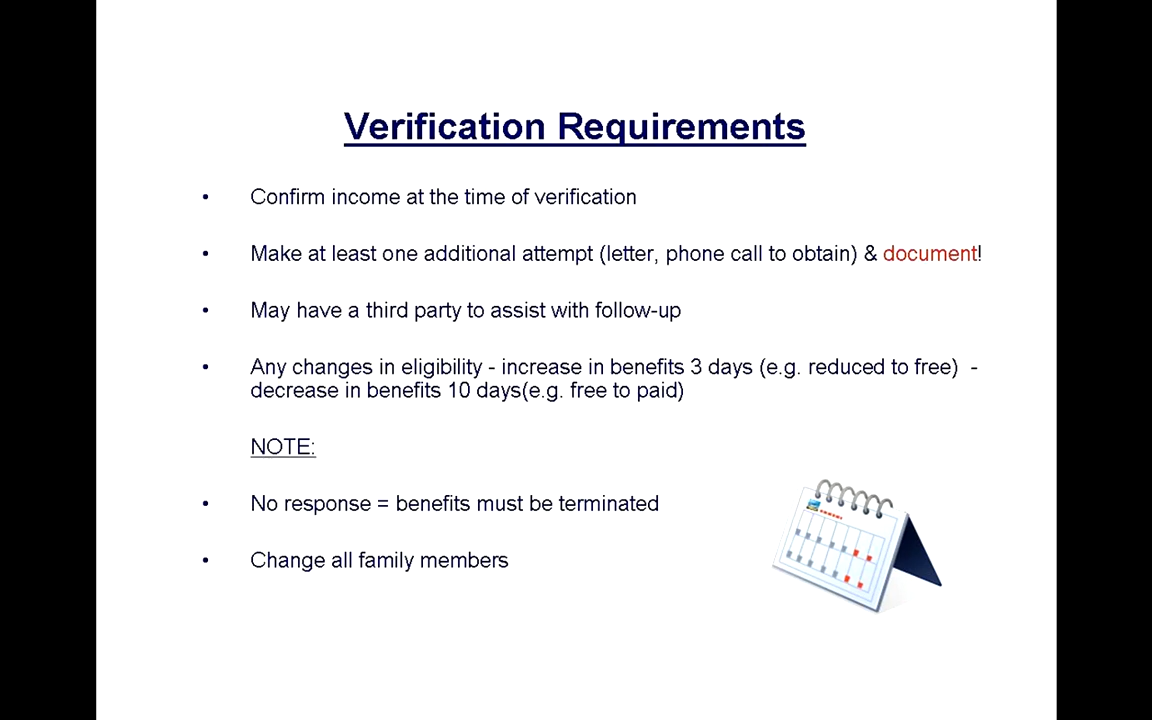 Verification Requirements
• Confirm income at the time of verification
• Make at least one additional attempt (letter, phone call to obtain) & document!
• May have a third party to assist with follow-up
• Any changes in eligibility - increase in benefits 3 days (e.g. reduced to free)  -
decrease in benefits 10 days(e.g. free to paid)
NOTE:
• No response = benefits must be terminated
• Change all family members